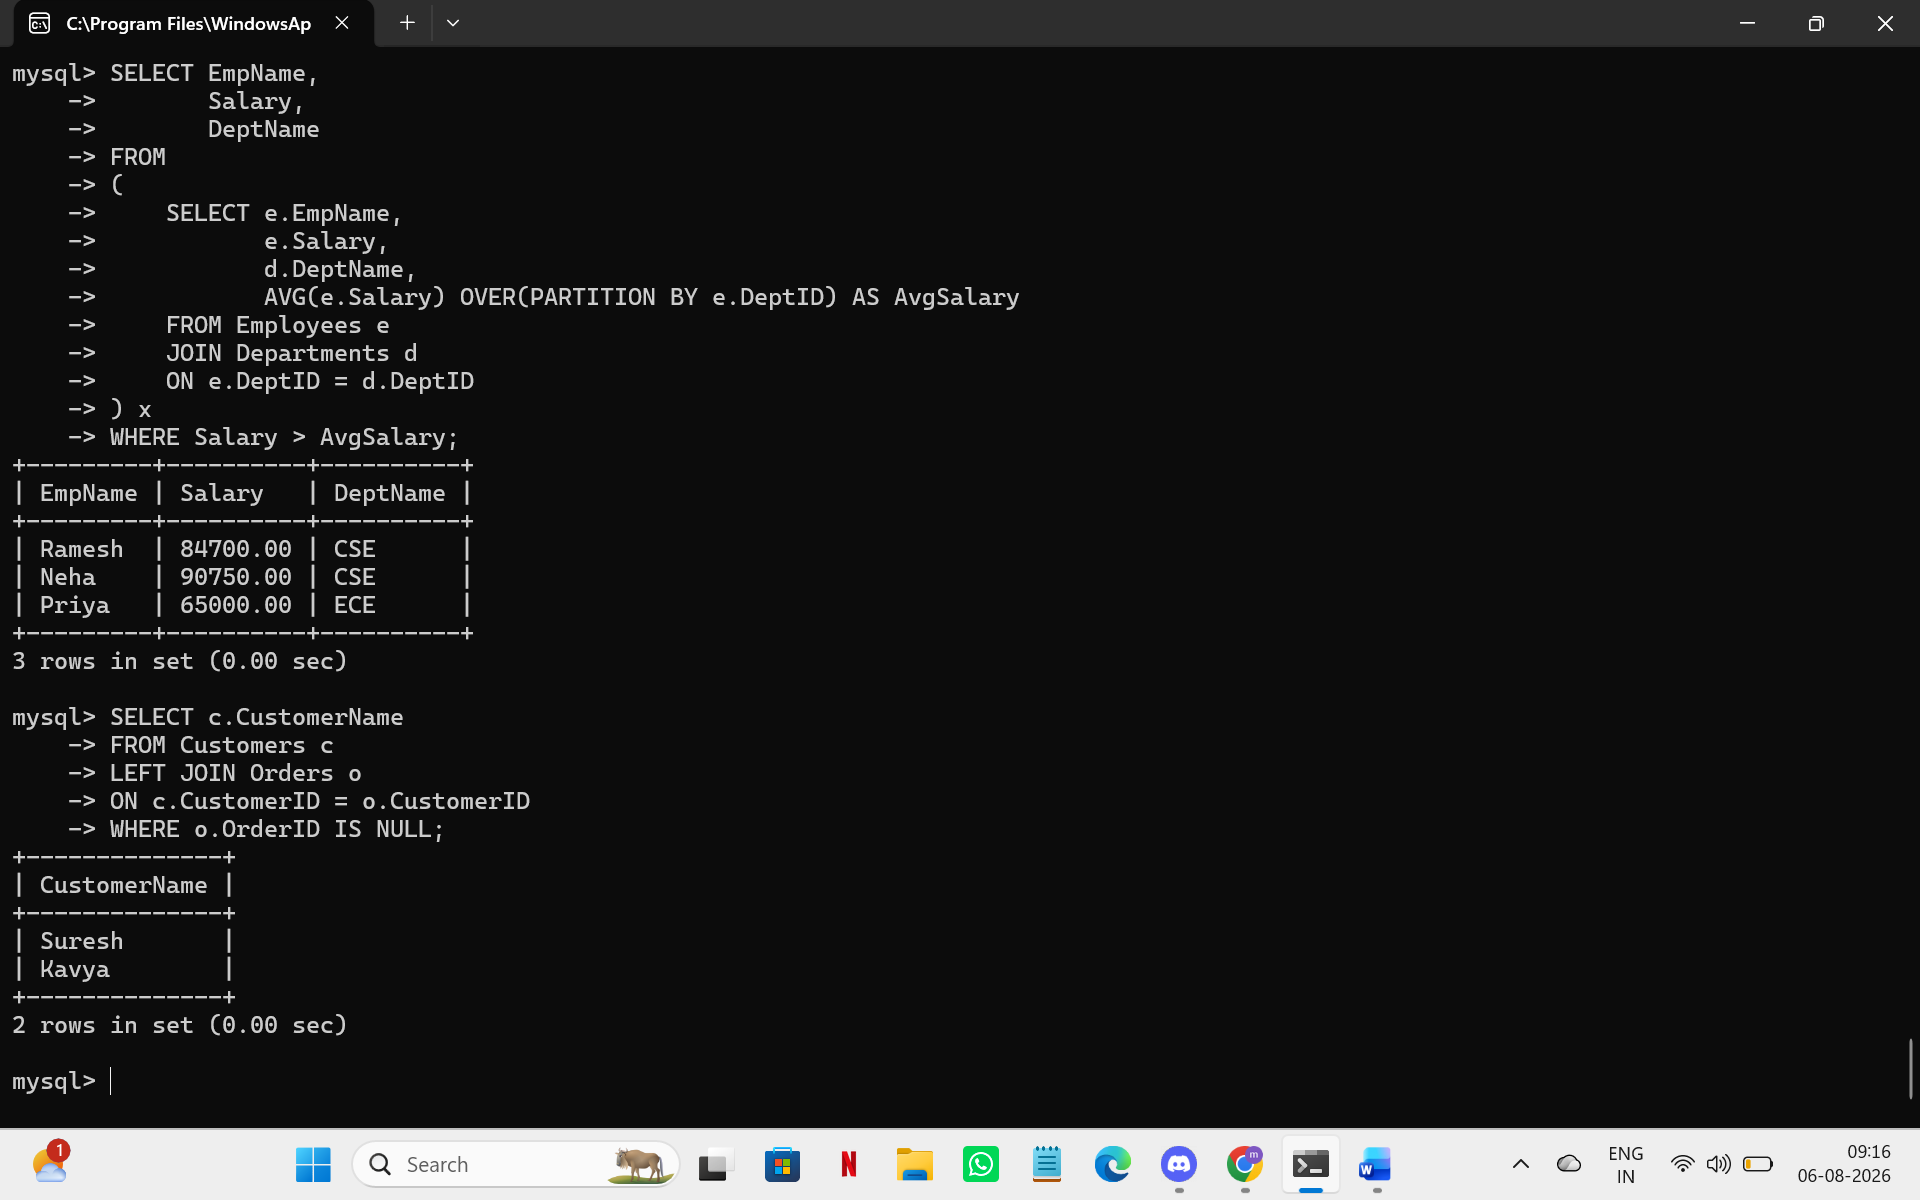 C:\Program Files\WindowsAp
mysql> SELECT EmpName,
    ->        Salary,
    ->        DeptName
    -> FROM
    -> (
    ->     SELECT e.EmpName,
    ->            e.Salary,
    ->            d.DeptName,
    ->            AVG(e.Salary) OVER(PARTITION BY e.DeptID) AS AvgSalary
    ->     FROM Employees e
    ->     JOIN Departments d
    ->     ON e.DeptID = d.DeptID
    -> ) x
    -> WHERE Salary > AvgSalary;
+---------+----------+----------+
| EmpName | Salary   | DeptName |
+---------+----------+----------+
| Ramesh  | 84700.00 | CSE      |
| Neha    | 90750.00 | CSE      |
| Priya   | 65000.00 | ECE      |
+---------+----------+----------+
3 rows in set (0.00 sec)
mysql> SELECT c.CustomerName
    -> FROM Customers c
    -> LEFT JOIN Orders o
    -> ON c.CustomerID = o.CustomerID
    -> WHERE o.OrderID IS NULL;
+--------------+
| CustomerName |
+--------------+
| Suresh       |
| Kavya        |
+--------------+
2 rows in set (0.00 sec)
mysql>
1
Search
N
m
W
ENG
IN
09:16
06-08-2026